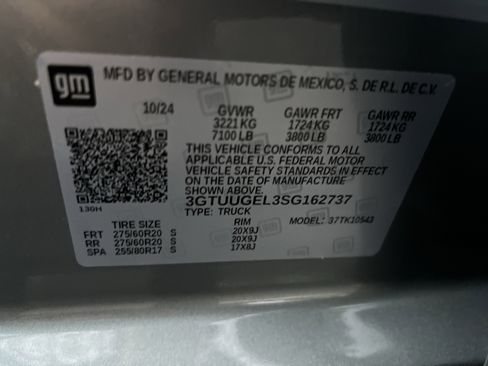 gm
MFD BY GENERAL MOTORS DE MEXICO, S. DE R.L. DE C.V.
10/24 GVWR GAWR FRT GAWR RR
3221 KG 1724 KG 1724 KG
7100 LB 3800 LB 3800 LB
THIS VEHICLE CONFORMS TO ALL
APPLICABLE U.S. FEDERAL MOTOR
VEHICLE SAFETY STANDARDS IN EFFECT
ON THE DATE OF MANUFACTURE
SHOWN ABOVE
3GTUUGEL3SG162737
130H TYPE: TRUCK MODEL: 37TK10543
TIRE SIZE RIM
FRT 275/60R20 S 20X9J
RR 275/60R20 S 20X9J
SPA 255/80R17 S 17X8J